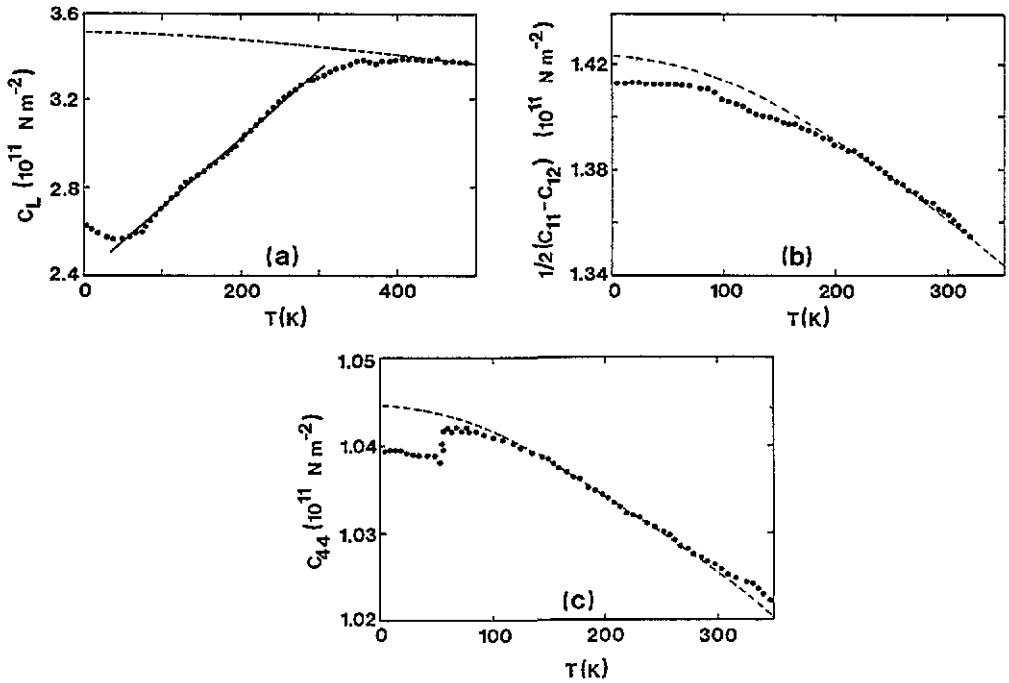 3.6
3.2
2.8
2.4
C_L (10^11 N m^-2)
(a)
0 200 400
T(K)
1.42
1.38
1.34
1/2(C_11-C_12) (10^11 N m^-2)
(b)
0 100 200 300
T(K)
1.05
1.04
1.03
1.02
C_44 (10^11 N m^-2)
(c)
0 100 200 300
T(K)